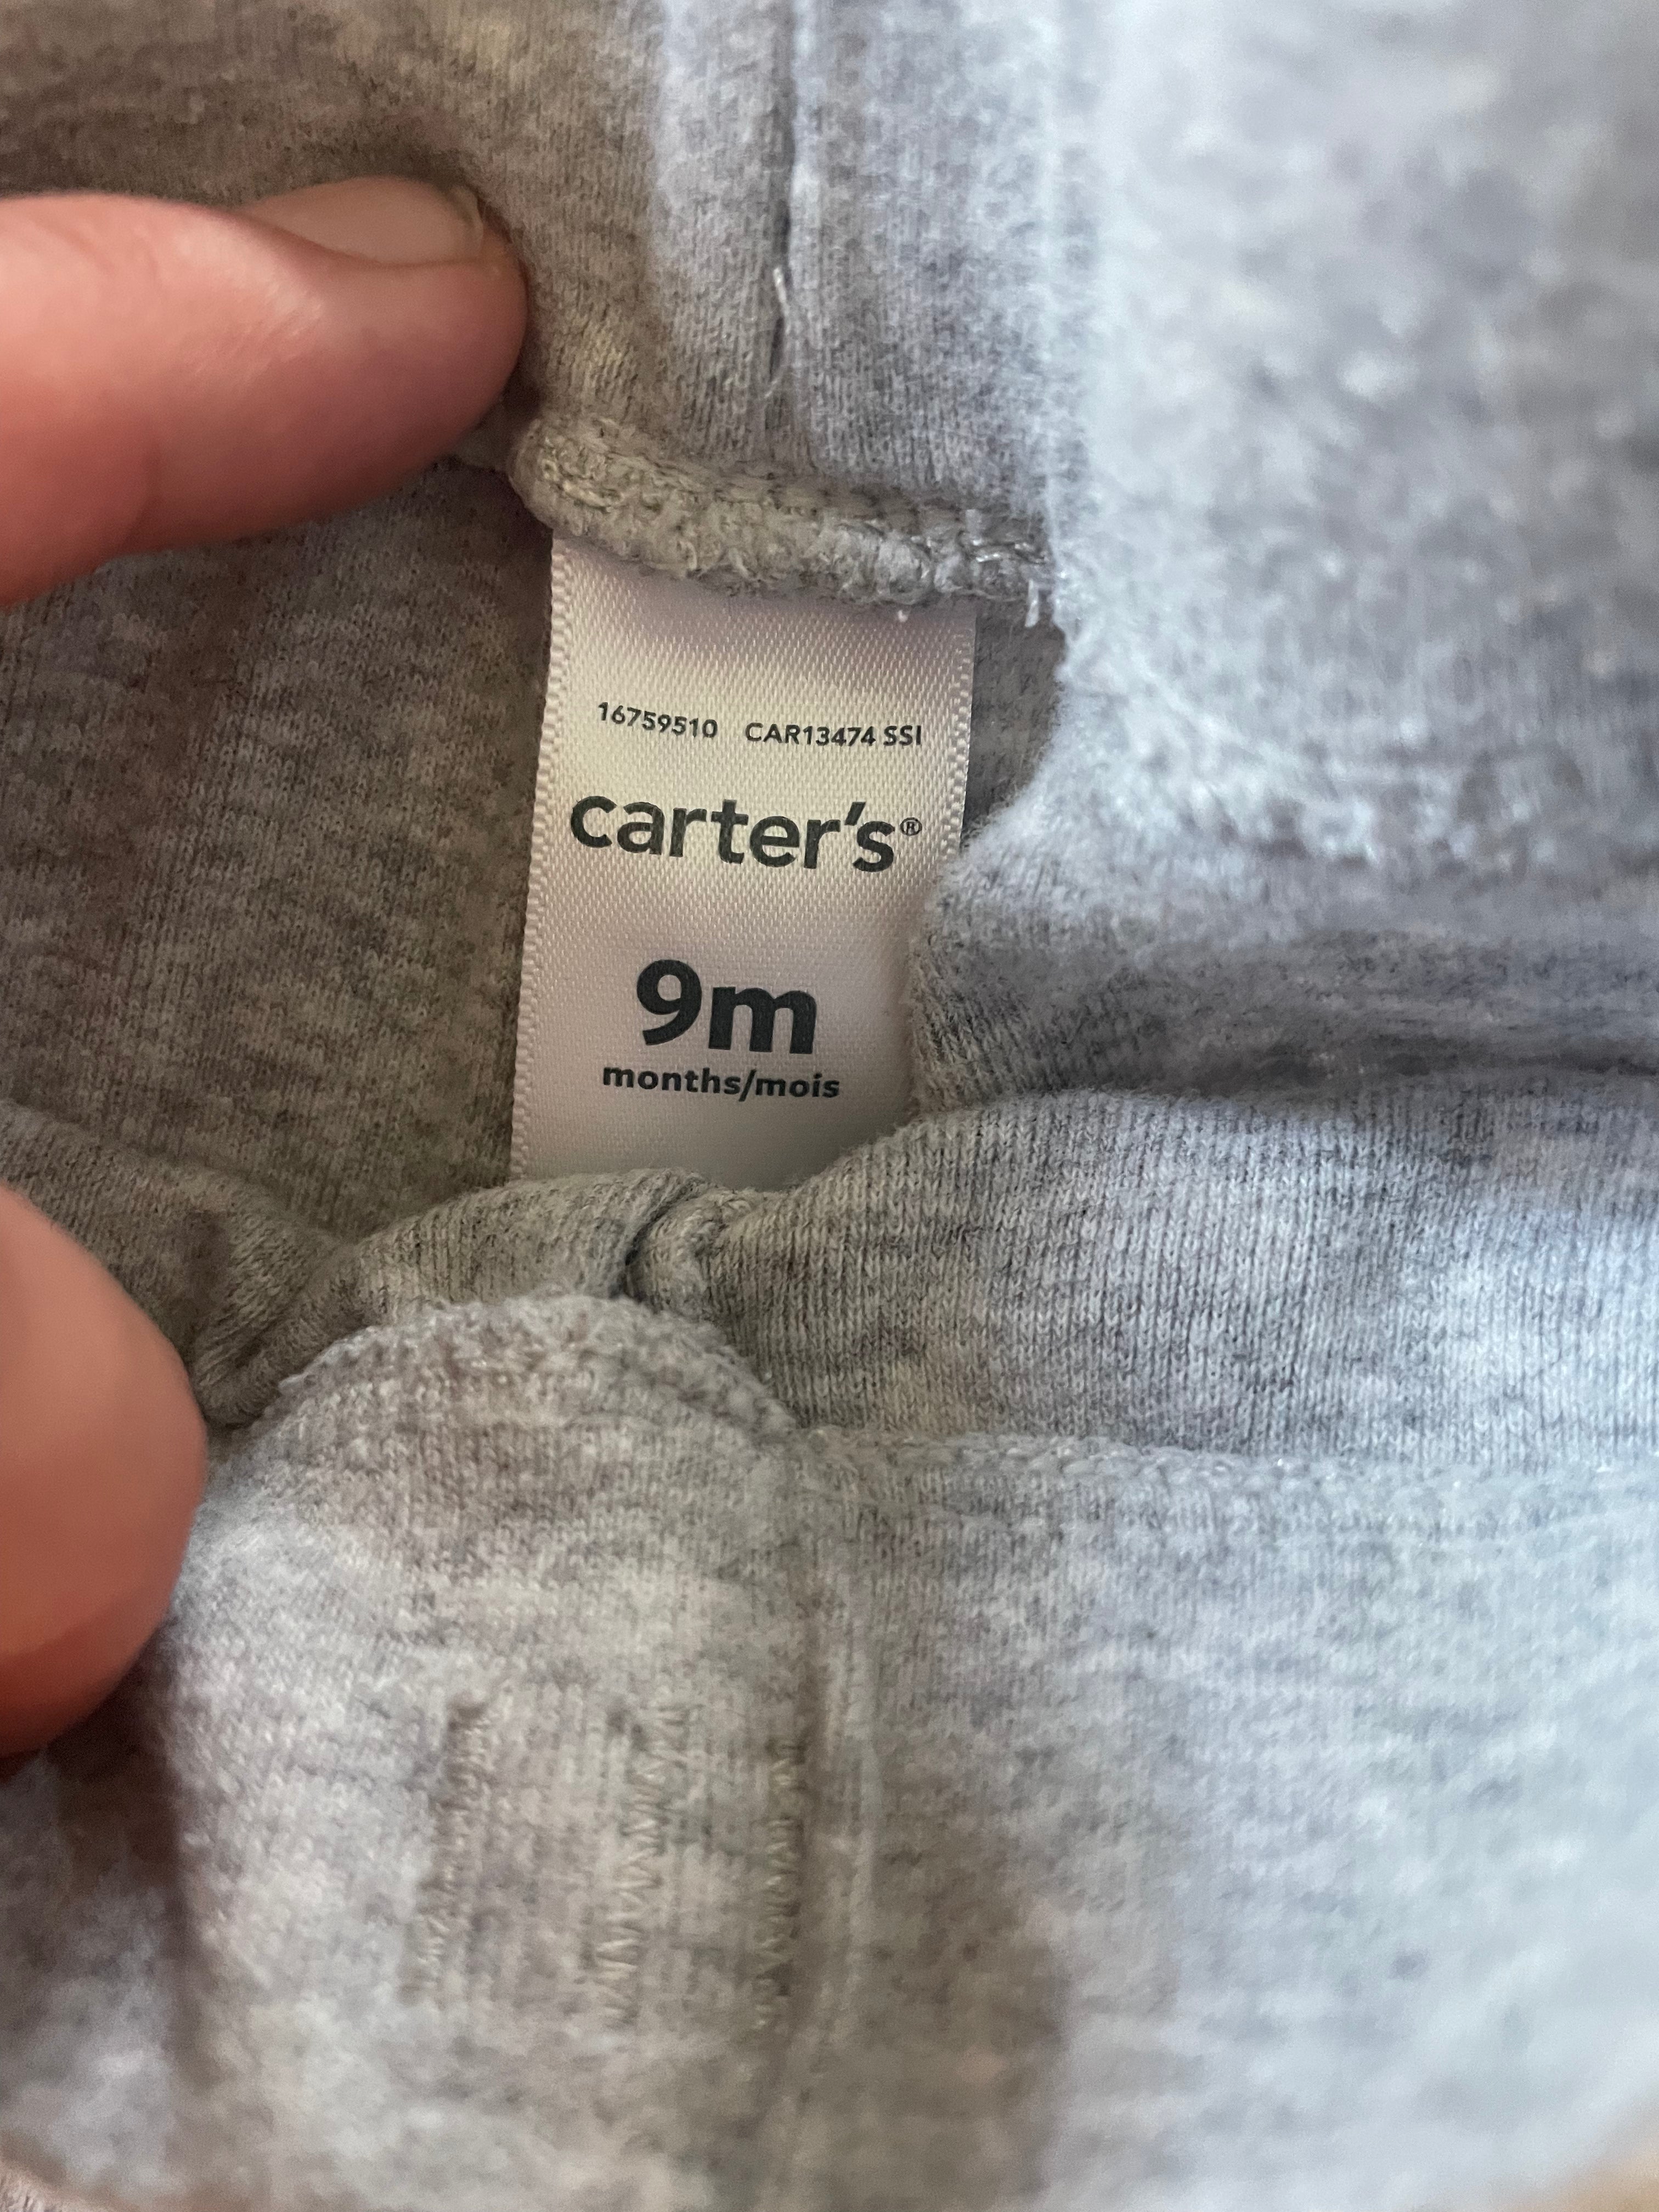 16759510 CAR13474 SSI
carter's®
9m
months/mois